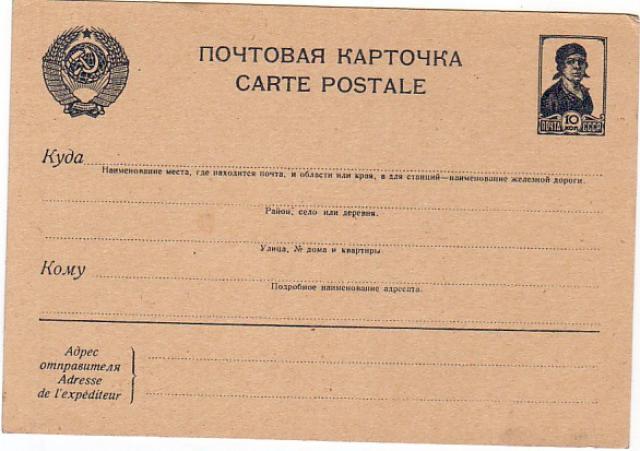 ПОЧТОВАЯ КАРТОЧКА
CARTE POSTALE
ПОЧТА 10 КОП. СССР
Куда
Наименование места, где находится почта, и области или края, а для станций—наименование железной дороги.
Район, село или деревня.
Улица, № дома и квартиры
Кому
Подробное наименование адресата.
Адрес
отправителя
Adresse
de l'expéditeur